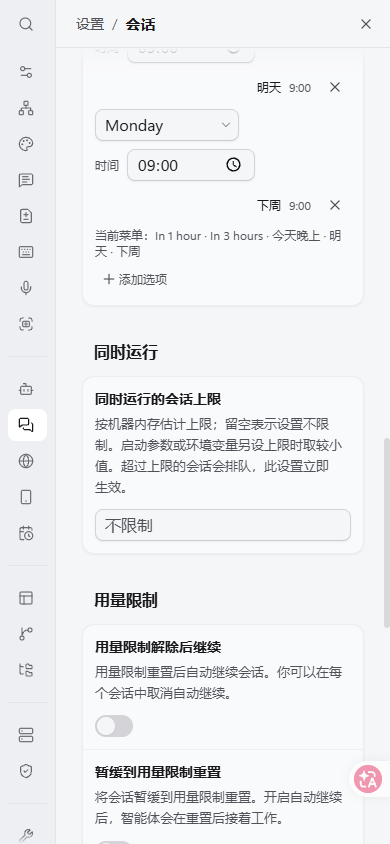 设置 / 会话
明天 9:00
Monday
时间 09:00
下周 9:00
当前菜单：In 1 hour · In 3 hours · 今天晚上 · 明
天 · 下周
添加选项
同时运行
同时运行的会话上限
按机器内存估计上限；留空表示设置不限
制。启动参数或环境变量另设上限时取较小
值。超过上限的会话会排队，此设置立即
生效。
不限制
用量限制
用量限制解除后继续
用量限制重置后自动继续会话。你可以在每
个会话中取消自动继续。
暂缓到用量限制重置
将会话暂缓到用量限制重置。开启自动继续
后，智能体会在重置后接着工作。